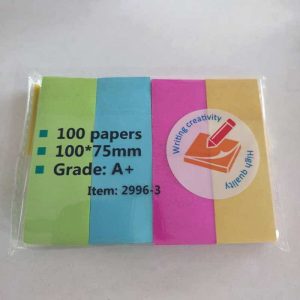 100 papers
100*75mm
Grade: A+
Item: 2996-3
Writing creativity
High quality